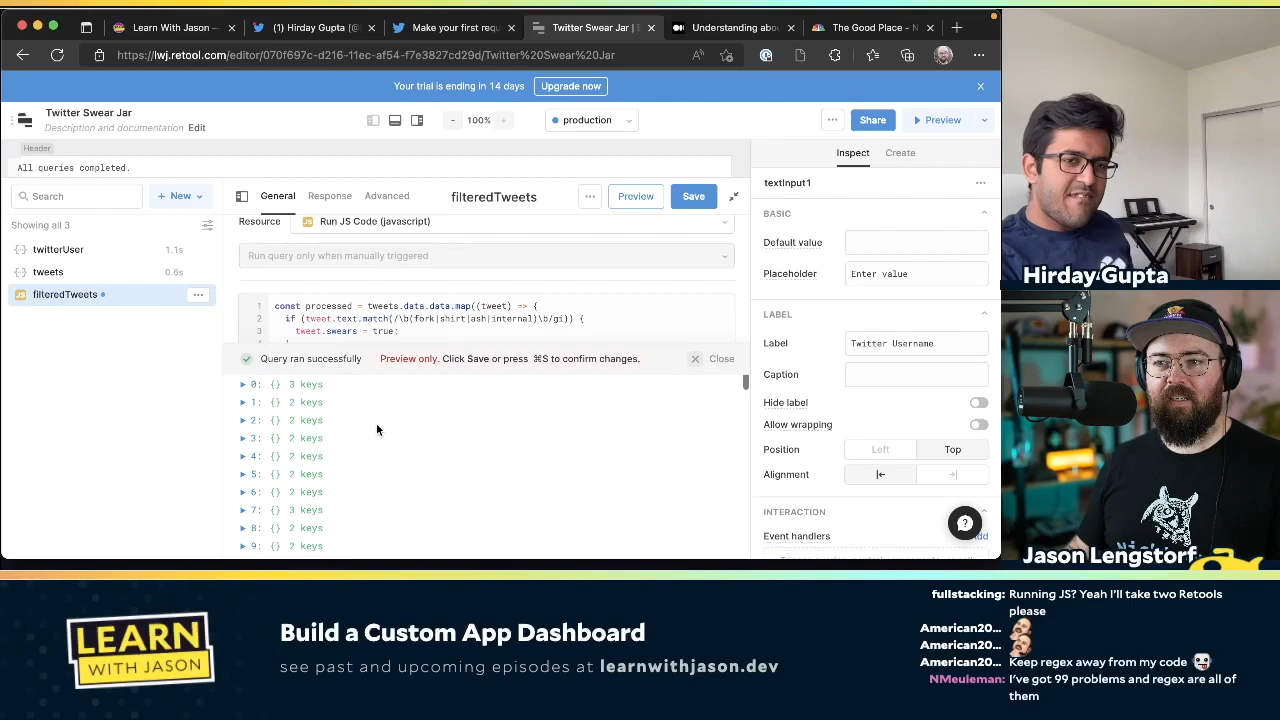 Learn With Jason —
(1) Hirday Gupta (@
Make your first requ
Twitter Swear Jar | E
Understanding abou
The Good Place - N
https://lwj.retool.com/editor/070f697c-d216-11ec-af54-f7e3827cd29d/Twitter%20Swear%20Jar
Your trial is ending in 14 days
Upgrade now
Twitter Swear Jar
Description and documentation Edit
100%
production
Share
Preview
Header
All queries completed.
Inspect
Create
Search
+ New
General
Response
Advanced
filteredTweets
Preview
Save
textInput1
Showing all 3
Resource
JS Run JS Code (javascript)
BASIC
twitterUser 1.1s
Run query only when manually triggered
Default value
tweets 0.6s
Placeholder
Enter value
JS filteredTweets
1 const processed = tweets.data.data.map((tweet) => {
2 if (tweet.text.match(/\b(fork|shirt|ash|internal)\b/gi)) {
3 tweet.swears = true;
LABEL
Label
Twitter Username
Query ran successfully
Preview only. Click Save or press ⌘S to confirm changes.
Close
Caption
0: {} 3 keys
1: {} 2 keys
2: {} 2 keys
3: {} 2 keys
4: {} 2 keys
5: {} 2 keys
6: {} 2 keys
7: {} 3 keys
8: {} 2 keys
9: {} 2 keys
Hide label
Allow wrapping
Position
Left
Top
Alignment
INTERACTION
Event handlers
Hirday Gupta
Jason Lengstorf
LEARN
WITH JASON
Build a Custom App Dashboard
see past and upcoming episodes at learnwithjason.dev
fullstacking: Running JS? Yeah I'll take two Retools
please
American20...
American20...
American20... Keep regex away from my code
NMeuleman: I've got 99 problems and regex are all of
them